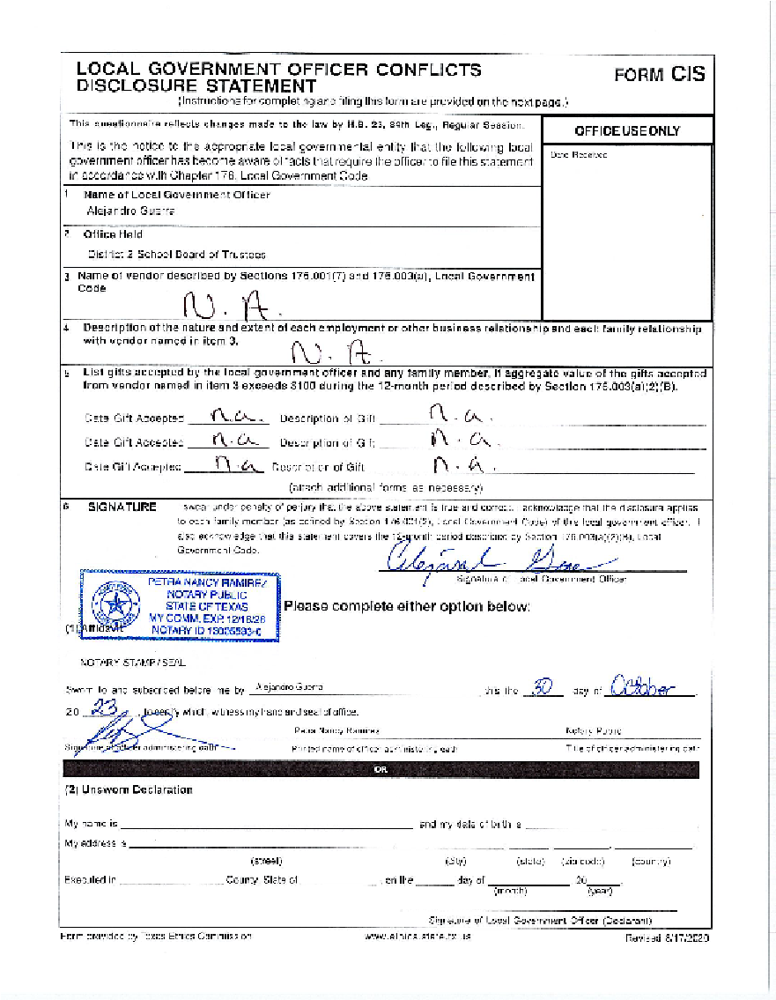 LOCAL GOVERNMENT OFFICER CONFLICTS
DISCLOSURE STATEMENT
FORM CIS
(Instructions for completing and filing this form are provided on the next page.)
This questionnaire reflects changes made to the law by H.B. 23, 84th Leg., Regular Session.
OFFICE USE ONLY
This is the notice to the appropriate local governmental entity that the following local
government officer has become aware of facts that require the officer to file this statement
in accordance with Chapter 176, Local Government Code.
Date Received
1 Name of Local Government Officer
Alejandro Guerra
2 Office Held
District 2 School Board of Trustees
3 Name of vendor described by Sections 176.001(7) and 176.003(a), Local Government
Code
N. A.
4 Description of the nature and extent of each employment or other business relationship and each family relationship
with vendor named in item 3.
N. A.
5 List gifts accepted by the local government officer and any family member, if aggregate value of the gifts accepted
from vendor named in item 3 exceeds $100 during the 12-month period described by Section 176.003(a)(2)(B).
Date Gift Accepted n.a. Description of Gift n.a.
Date Gift Accepted n.a Description of Gift n.a.
Date Gift Accepted n.a Description of Gift n.a.
(attach additional forms as necessary)
6 SIGNATURE I swear under penalty of perjury that the above statement is true and correct. I acknowledge that the disclosure applies
to each family member (as defined by Section 176.001(2), Local Government Code) of this local government officer. I
also acknowledge that this statement covers the 12-month period described by Section 176.003(a)(2)(B), Local
Government Code.
Signature of Local Government Officer
PETRA NANCY RAMIREZ
NOTARY PUBLIC
STATE OF TEXAS
MY COMM. EXP. 12/16/26
Please complete either option below:
(1) Affidavit
NOTARY STAMP/SEAL
Sworn to and subscribed before me by Alejandro Guerra this the 30 day of October
20 23, to certify which, witness my hand and seal of office.
Petra Nancy Ramirez Notary Public
Signature of officer administering oath Printed name of officer administering oath Title of officer administering oath
OR
(2) Unsworn Declaration
My name is and my date of birth is
My address is
(street) (city) (state) (zip code) (country)
Executed in County, State of , on the day of , 20 .
(month) (year)
Signature of Local Government Officer (Declarant)
Form provided by Texas Ethics Commission www.ethics.state.tx.us Revised 8/17/2020